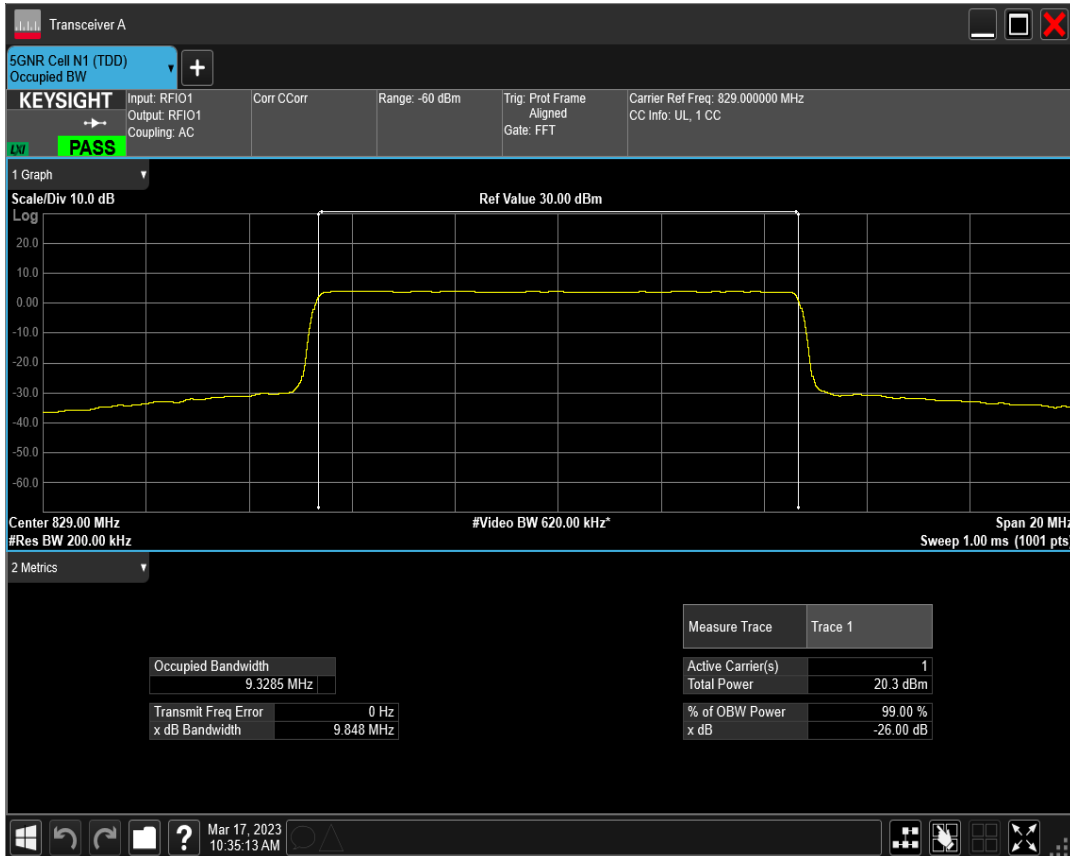 Transceiver A
5GNR Cell N1 (TDD)
Occupied BW
+
KEYSIGHT
LXI
PASS
Input: RFIO1
Output: RFIO1
Coupling: AC
Corr CCorr
Range: -60 dBm
Trig: Prot Frame
Aligned
Gate: FFT
Carrier Ref Freq: 829.000000 MHz
CC Info: UL, 1 CC
1 Graph
Scale/Div 10.0 dB
Ref Value 30.00 dBm
Log
20.0
10.0
0.00
-10.0
-20.0
-30.0
-40.0
-50.0
-60.0
Center 829.00 MHz
#Video BW 620.00 kHz*
Span 20 MHz
#Res BW 200.00 kHz
Sweep 1.00 ms (1001 pts)
2 Metrics
Measure Trace Trace 1
Occupied Bandwidth
9.3285 MHz
Active Carrier(s) 1
Total Power 20.3 dBm
Transmit Freq Error 0 Hz
x dB Bandwidth 9.848 MHz
% of OBW Power 99.00 %
x dB -26.00 dB
?
Mar 17, 2023
10:35:13 AM